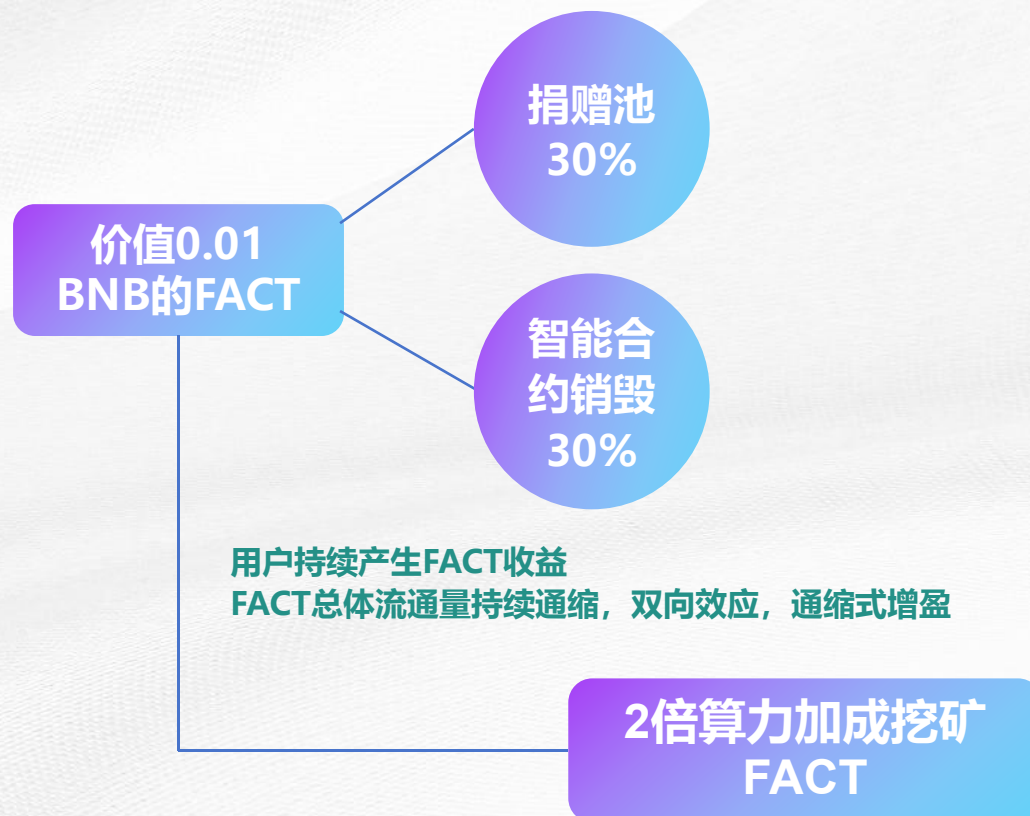 捐赠池
30%
价值0.01
BNB的FACT
智能合
约销毁
30%
用户持续产生FACT收益
FACT总体流通量持续通缩，双向效应，通缩式增盈
2倍算力加成挖矿
FACT